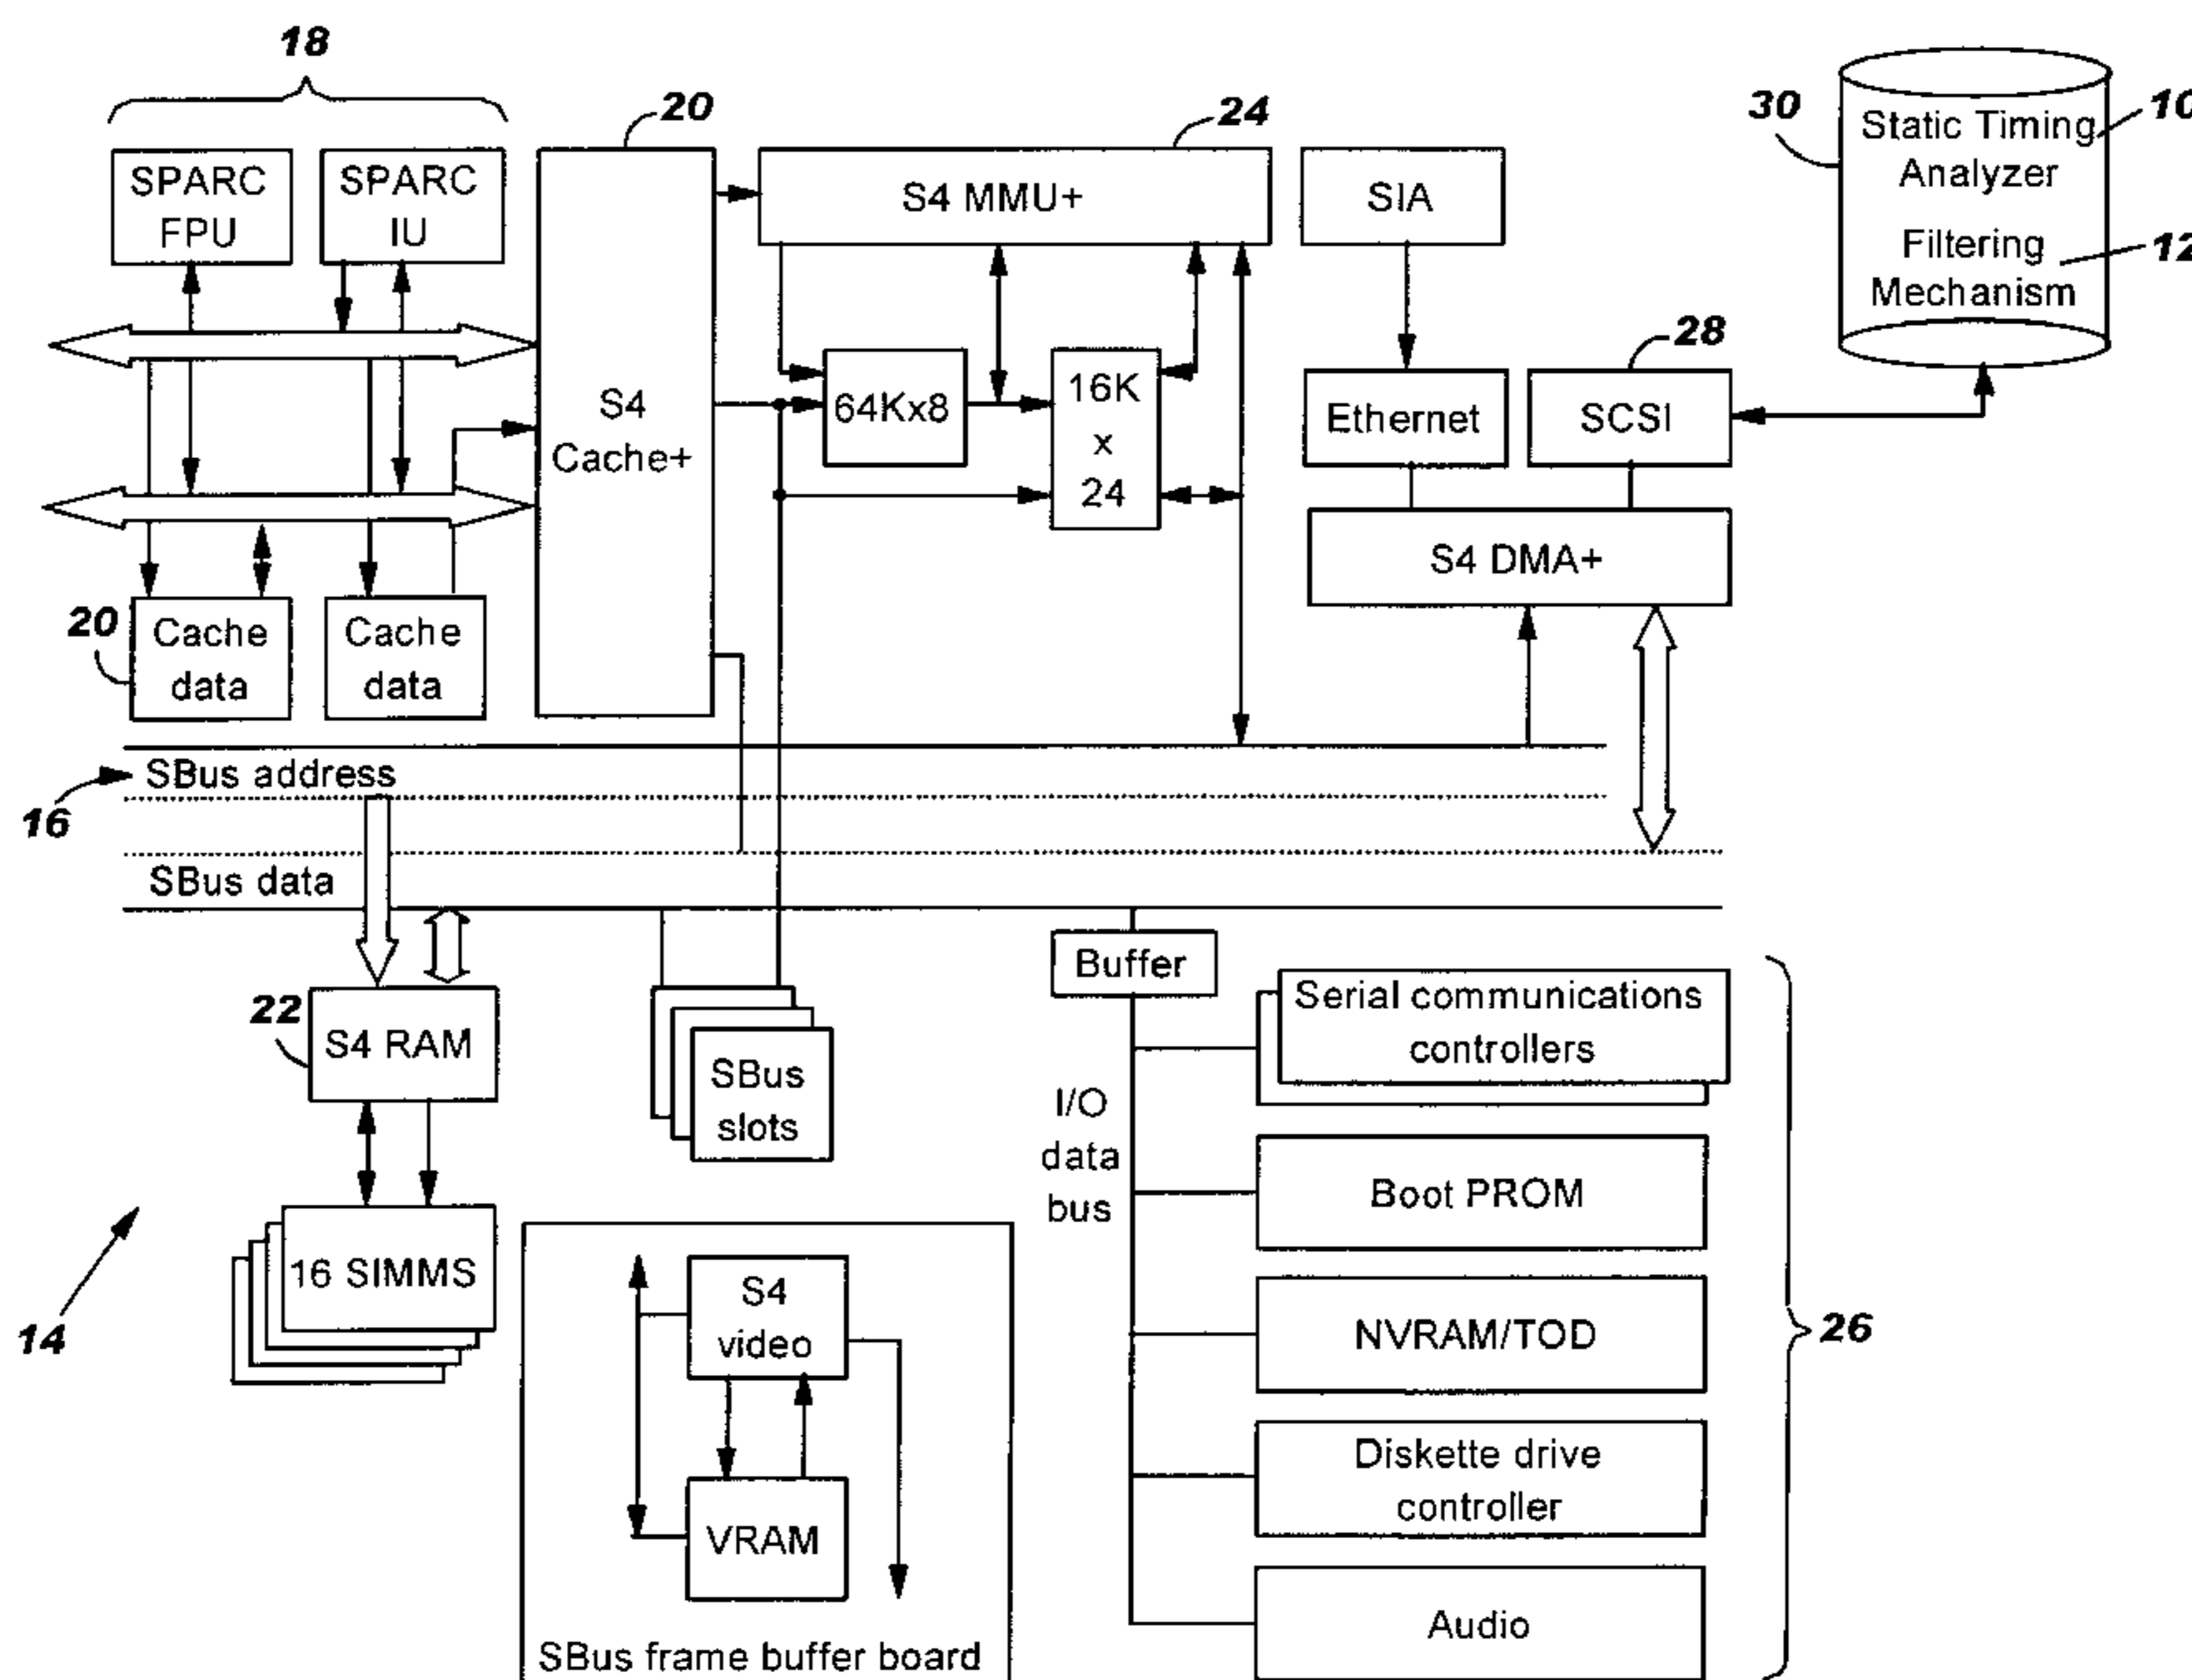 18
20
24
30
10
SPARC
FPU
SPARC
IU
S4 MMU+
SIA
Static Timing
Analyzer
Filtering
Mechanism
12
28
S4
Cache+
64Kx8
16K
x
24
Ethernet
SCSI
S4 DMA+
20
Cache
data
Cache
data
SBus address
16
SBus data
22
S4 RAM
SBus
slots
Buffer
I/O
data
bus
Serial communications
controllers
Boot PROM
16 SIMMS
14
S4
video
VRAM
SBus frame buffer board
NVRAM/TOD
26
Diskette drive
controller
Audio